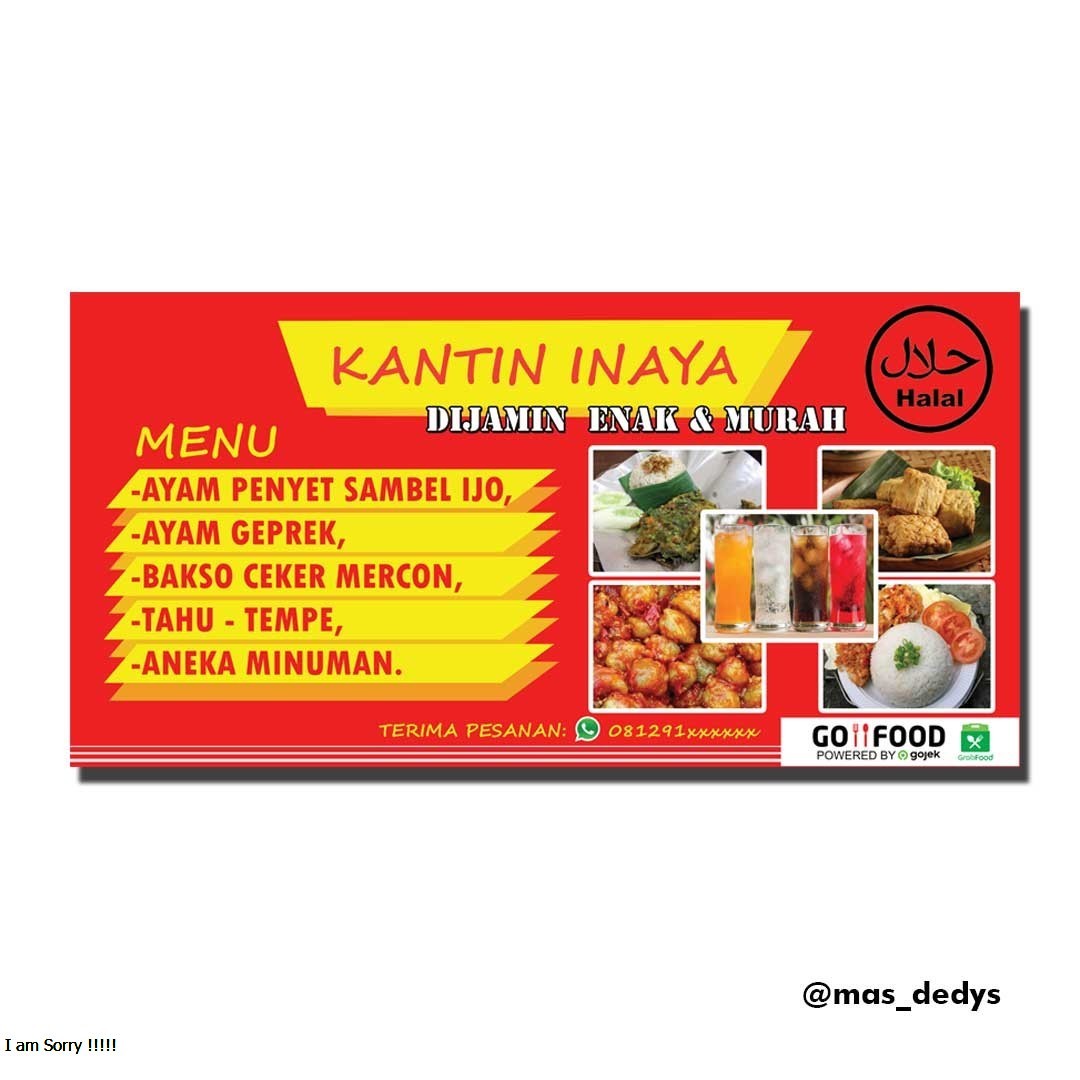 KANTIN INAYA
DIJAMIN ENAK & MURAH
حلال
Halal
MENU
-AYAM PENYET SAMBEL IJO,
-AYAM GEPREK,
-BAKSO CEKER MERCON,
-TAHU - TEMPE,
-ANEKA MINUMAN.
TERIMA PESANAN: 081291xxxxxx
GO FOOD
POWERED BY gojek
GrabFood
@mas_dedys
I am Sorry !!!!!